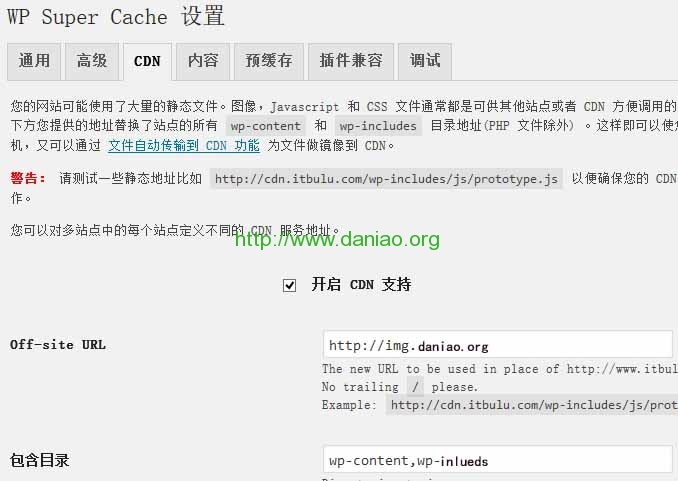 WP Super Cache 设置
通用 高级 CDN 内容 预缓存 插件兼容 调试
您的网站可能使用了大量的静态文件。图像，Javascript 和 CSS 文件通常都是可供其他站点或者 CDN 方便调用的
下方您提供的地址替换了站点的所有 wp-content 和 wp-includes 目录地址(PHP 文件除外) 。这样即可以使您
机，又可以通过 文件自动传输到 CDN 功能 为文件做镜像到 CDN。
警告： 请测试一些静态地址比如 http://cdn.itbulu.com/wp-includes/js/prototype.js 以便确保您的 CDN
作。
您可以对多站点中的每个站点定义不同的 CDN 服务地址。
http://www.daniao.org
开启 CDN 支持
Off-site URL
http://img.daniao.org
The new URL to be used in place of http://www.itbul
No trailing / please.
Example: http://cdn.itbulu.com/wp-includes/js/prot
包含目录
wp-content,wp-inlueds